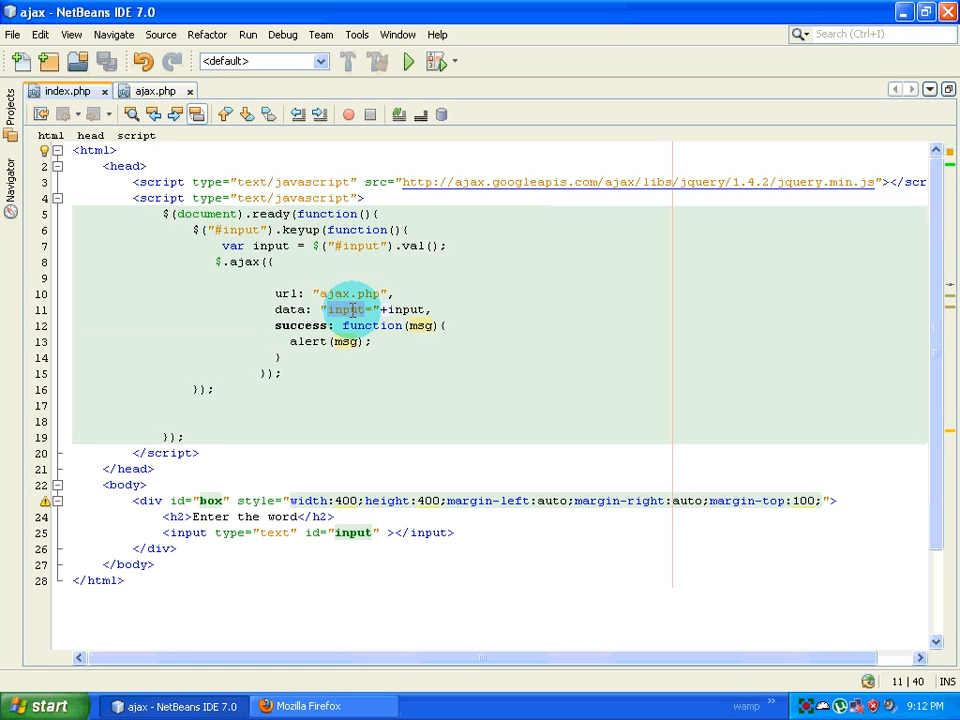 ajax - NetBeans IDE 7.0
File Edit View Navigate Source Refactor Run Debug Team Tools Window Help
Search (Ctrl+I)
<default>
index.php ajax.php
Projects
Navigator
html head script
<html>
2 <head>
3 <script type="text/javascript" src="http://ajax.googleapis.com/ajax/libs/jquery/1.4.2/jquery.min.js"></scr
4 <script type="text/javascript">
5 $(document).ready(function(){
6 $("#input").keyup(function(){
7 var input = $("#input").val();
8 $.ajax({
9
10 url: "ajax.php",
11 data: "input="+input,
12 success: function(msg){
13 alert(msg);
14 }
15 });
16 });
17
18
19 });
20 </script>
21 </head>
22 <body>
<div id="box" style="width:400;height:400;margin-left:auto;margin-right:auto;margin-top:100;">
24 <h2>Enter the word</h2>
25 <input type="text" id="input" ></input>
26 </div>
27 </body>
28 </html>
11 | 40 INS
start
ajax - NetBeans IDE 7.0
Mozilla Firefox
wamp »
9:12 PM